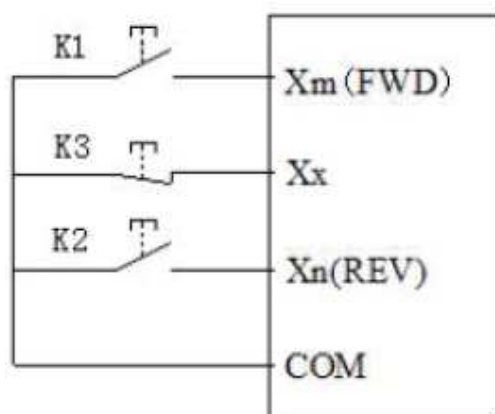 K1
Xm(FWD)
K3
Xx
K2
Xn(REV)
COM